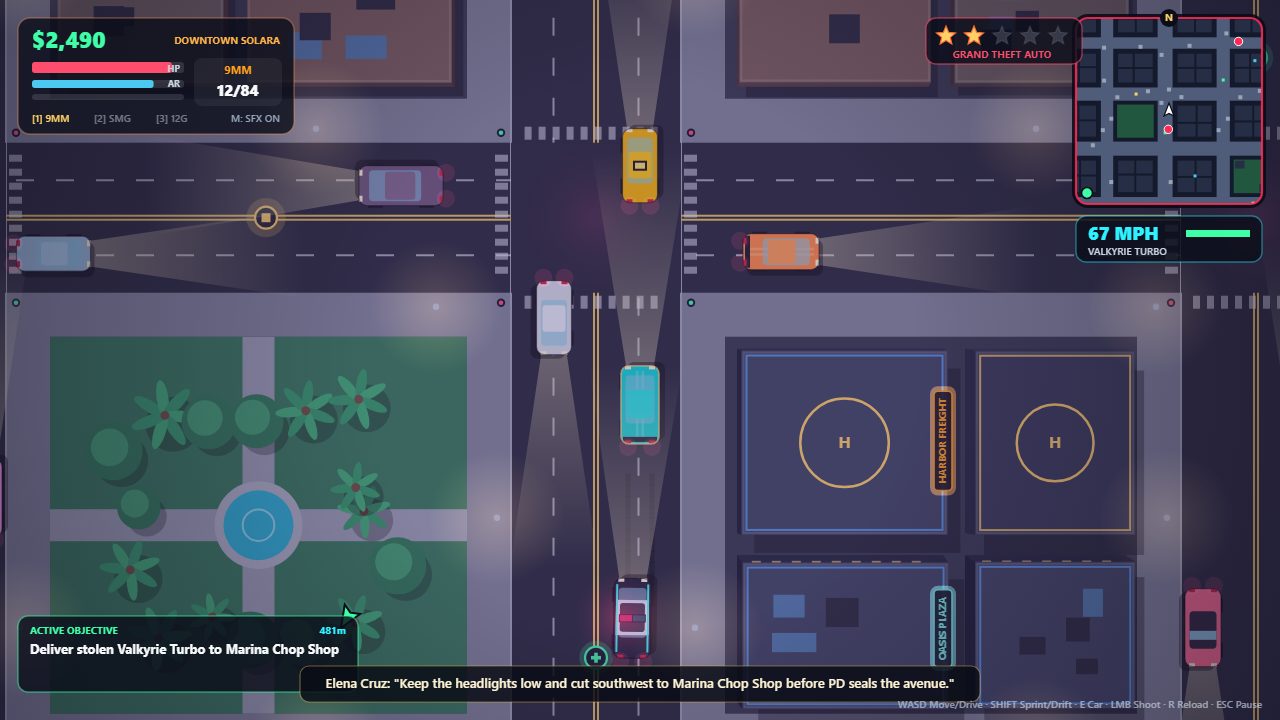 $2,490
DOWNTOWN SOLARA
HP
AR
9MM
12/84
[1] 9MM
[2] SMG
[3] 12G
M: SFX ON
GRAND THEFT AUTO
N
67 MPH
VALKYRIE TURBO
H
H
HARBOR FREIGHT
OASIS PLAZA
ACTIVE OBJECTIVE
481m
Deliver stolen Valkyrie Turbo to Marina Chop Shop
Elena Cruz: "Keep the headlights low and cut southwest to Marina Chop Shop before PD seals the avenue."
WASD Move/Drive · SHIFT Sprint/Drift · E Car · LMB Shoot · R Reload · ESC Pause